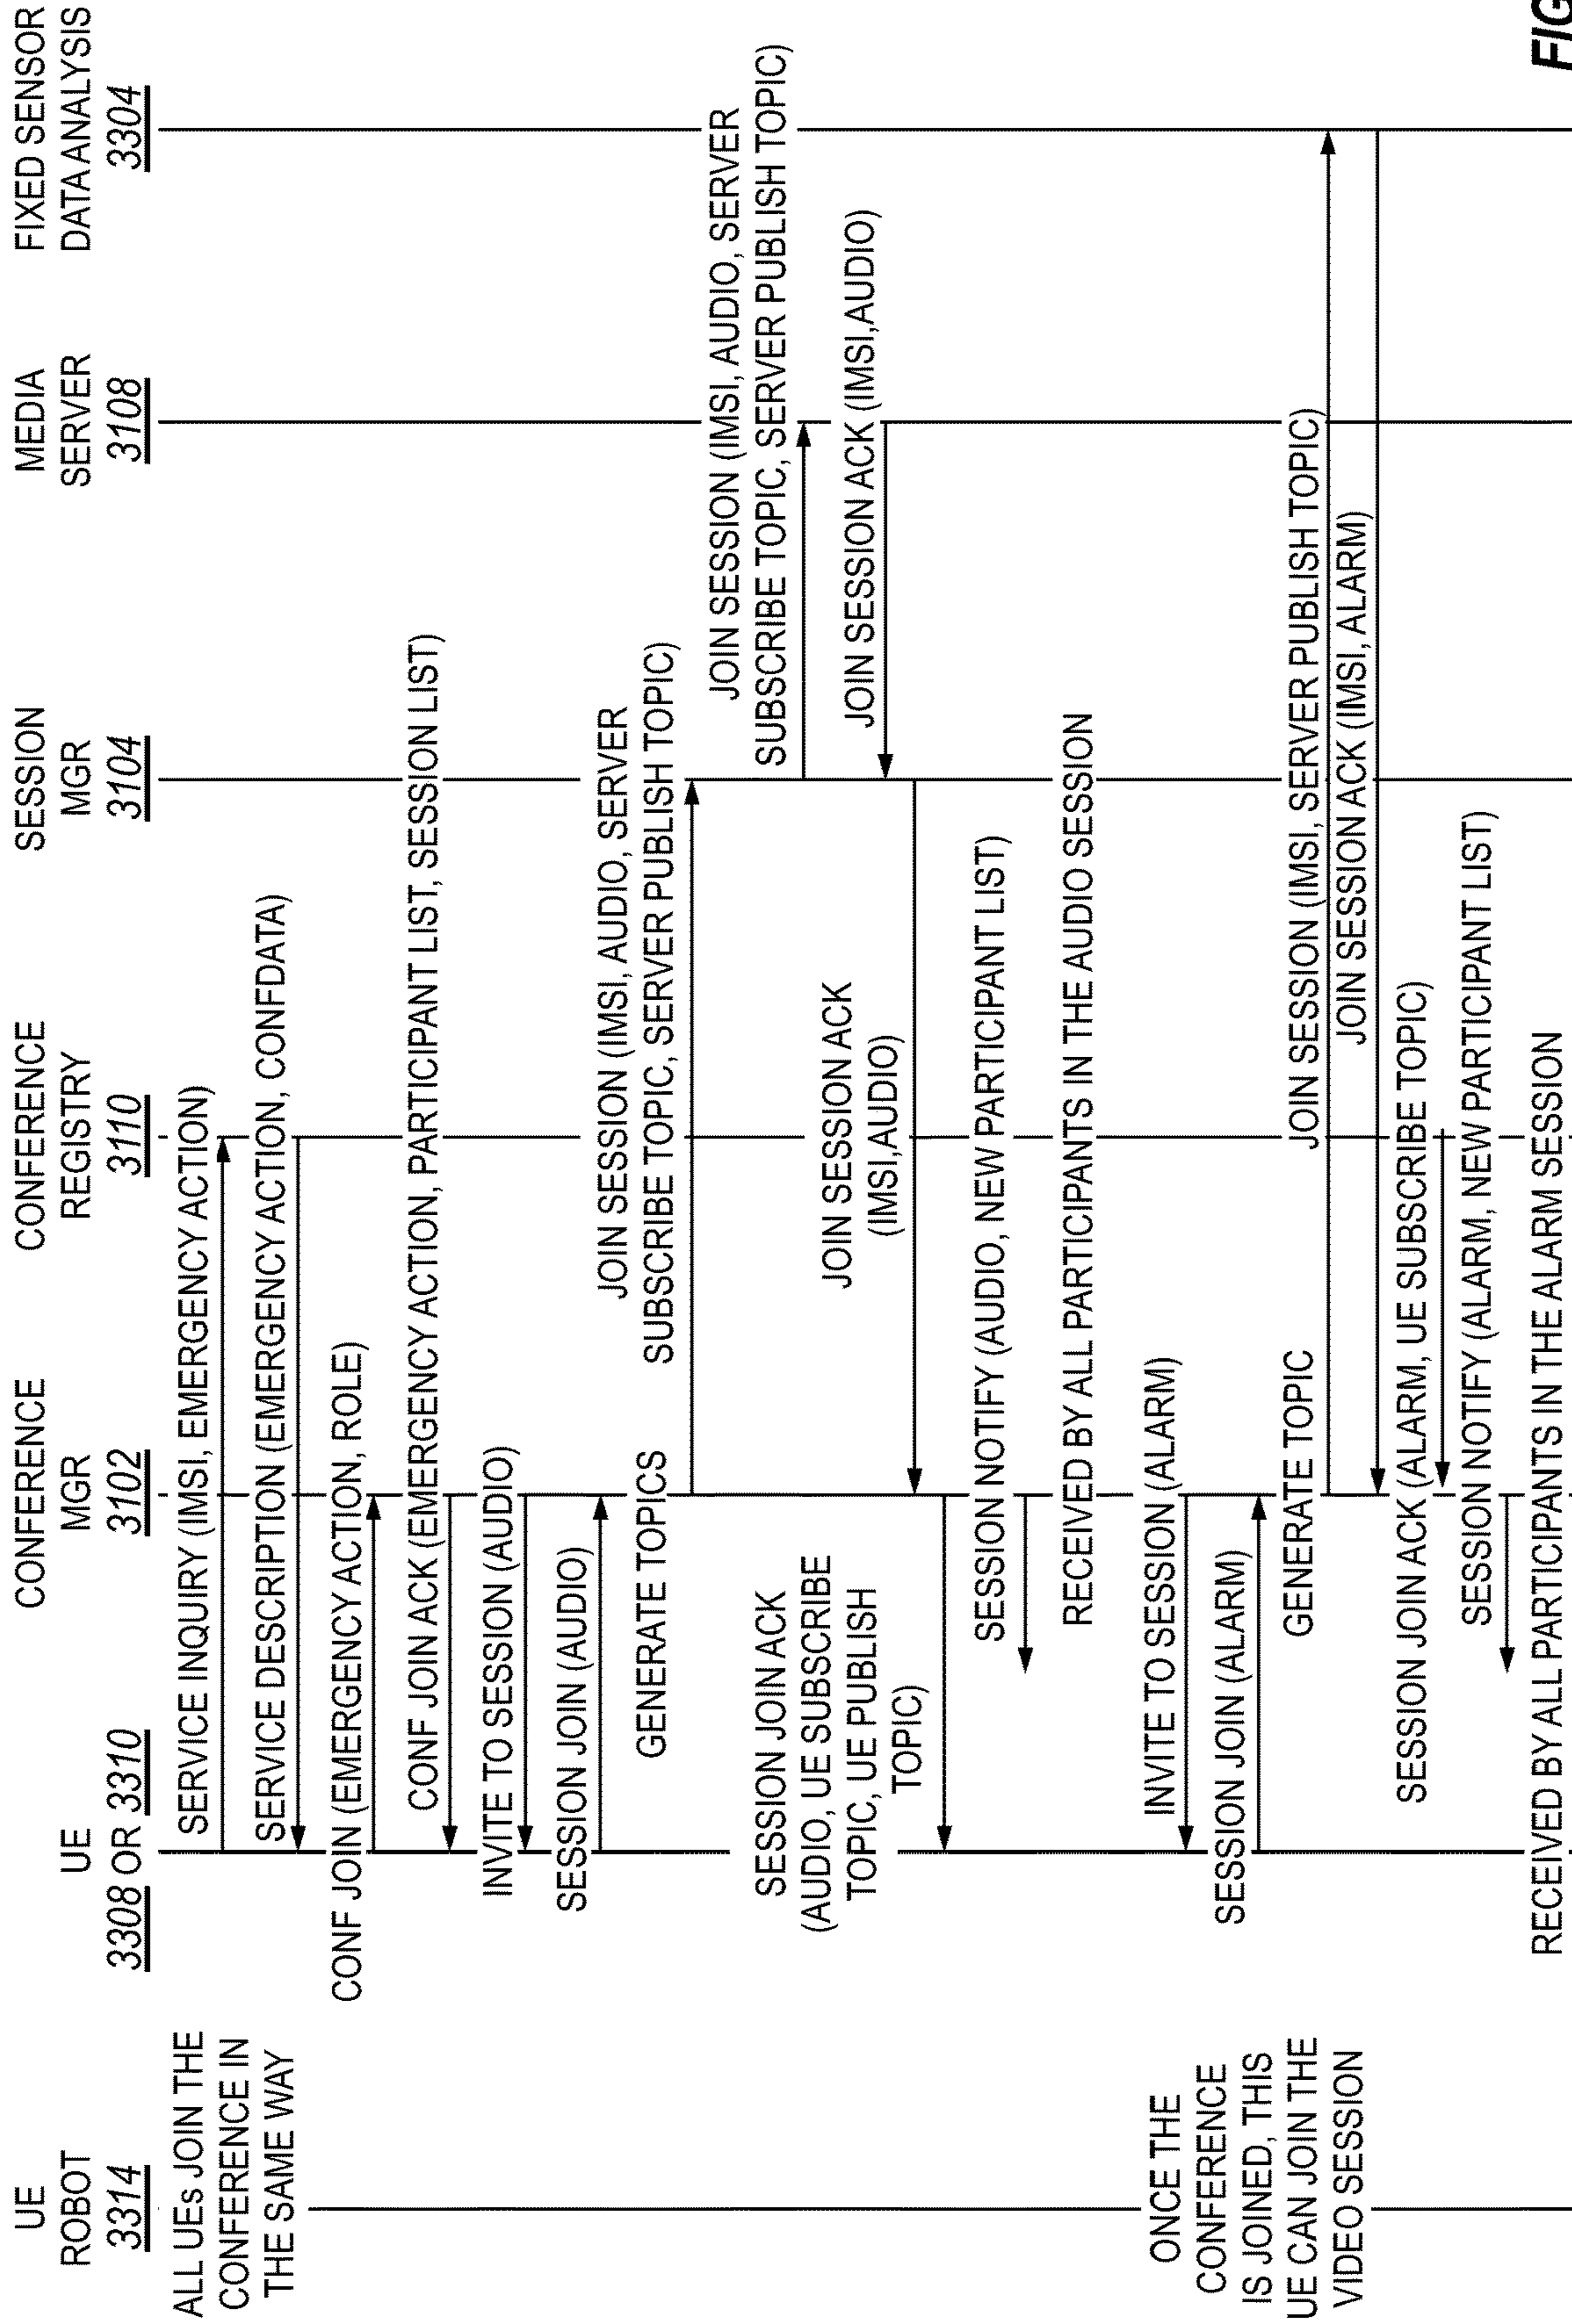 UE
ROBOT
3314
UE
3308 OR 3310
CONFERENCE
MGR
3102
CONFERENCE
REGISTRY
3110
SESSION
MGR
3104
MEDIA
SERVER
3108
FIXED SENSOR
DATA ANALYSIS
3304
ALL UEs JOIN THE
CONFERENCE IN
THE SAME WAY
SERVICE INQUIRY (IMSI, EMERGENCY ACTION)
SERVICE DESCRIPTION (EMERGENCY ACTION, CONFDATA)
CONF JOIN (EMERGENCY ACTION, ROLE)
CONF JOIN ACK (EMERGENCY ACTION, PARTICIPANT LIST, SESSION LIST)
INVITE TO SESSION (AUDIO)
SESSION JOIN (AUDIO)
GENERATE TOPICS
JOIN SESSION (IMSI, AUDIO, SERVER
SUBSCRIBE TOPIC, SERVER PUBLISH TOPIC)
JOIN SESSION (IMSI, AUDIO, SERVER
SUBSCRIBE TOPIC, SERVER PUBLISH TOPIC)
JOIN SESSION ACK (IMSI,AUDIO)
JOIN SESSION ACK
(IMSI,AUDIO)
SESSION JOIN ACK
(AUDIO, UE SUBSCRIBE
TOPIC, UE PUBLISH
TOPIC)
SESSION NOTIFY (AUDIO, NEW PARTICIPANT LIST)
RECEIVED BY ALL PARTICIPANTS IN THE AUDIO SESSION
ONCE THE
CONFERENCE
IS JOINED, THIS
UE CAN JOIN THE
VIDEO SESSION
INVITE TO SESSION (ALARM)
SESSION JOIN (ALARM)
GENERATE TOPIC
JOIN SESSION (IMSI, SERVER PUBLISH TOPIC)
JOIN SESSION ACK (IMSI, ALARM)
SESSION JOIN ACK (ALARM, UE SUBSCRIBE TOPIC)
SESSION NOTIFY (ALARM, NEW PARTICIPANT LIST)
RECEIVED BY ALL PARTICIPANTS IN THE ALARM SESSION
FIG